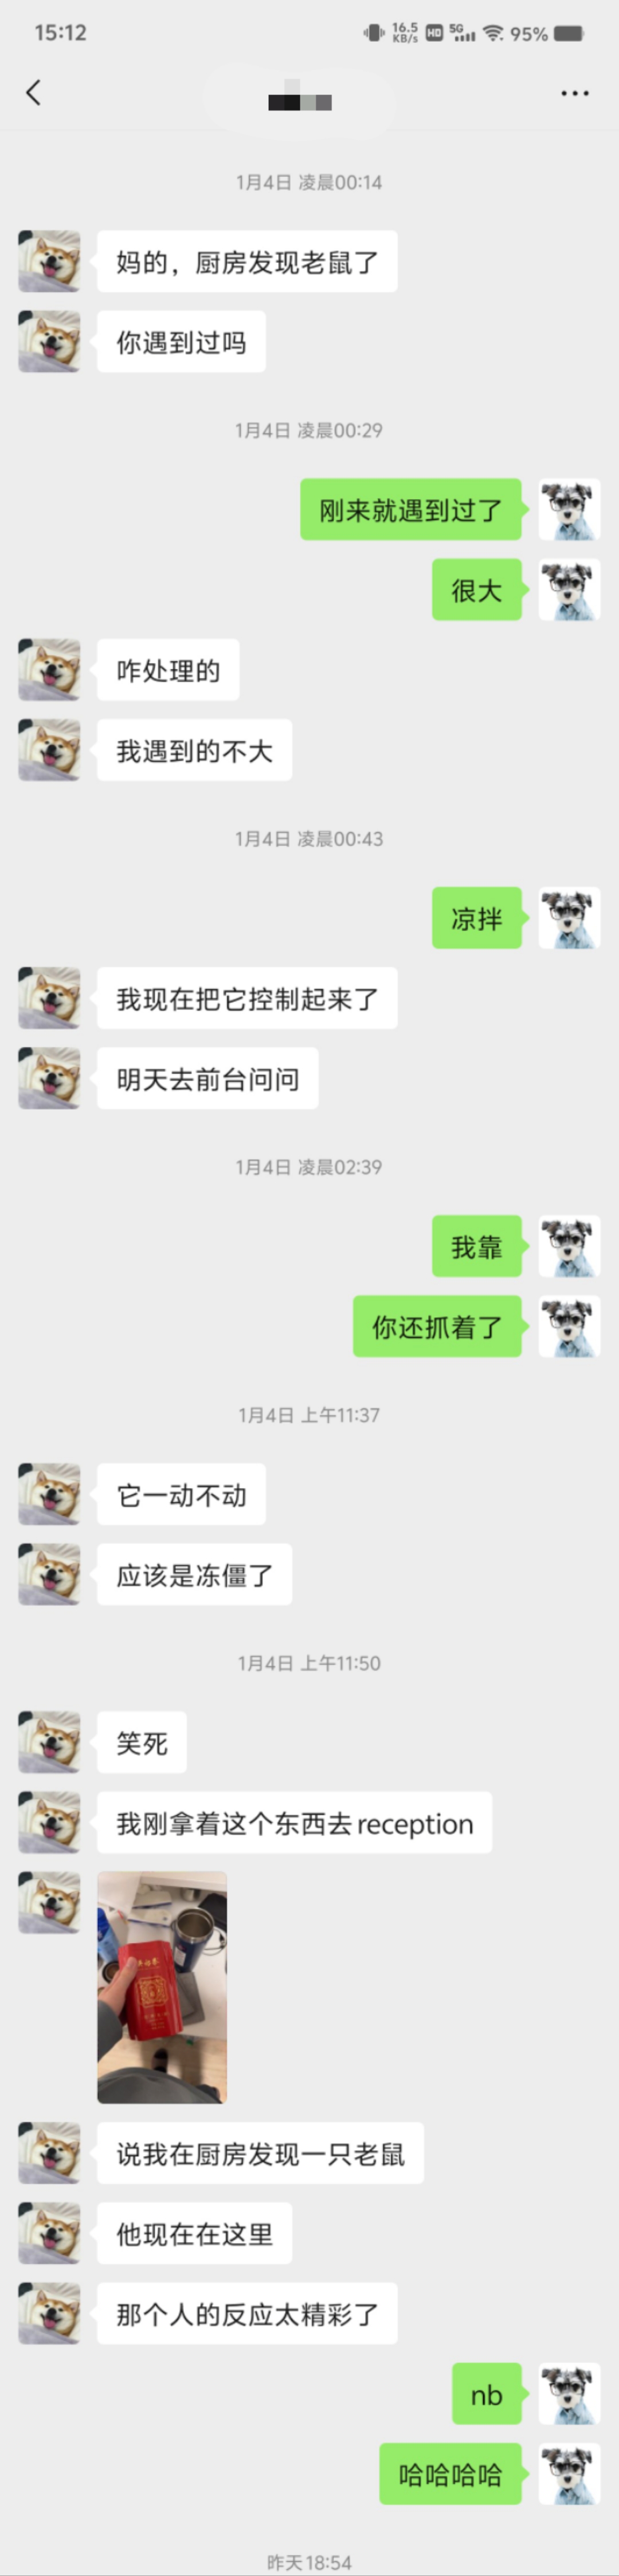 15:12
16.5
KB/s
HD
5G
95%
1月4日 凌晨00:14
妈的，厨房发现老鼠了
你遇到过吗
1月4日 凌晨00:29
刚来就遇到过了
很大
咋处理的
我遇到的不大
1月4日 凌晨00:43
凉拌
我现在把它控制起来了
明天去前台问问
1月4日 凌晨02:39
我靠
你还抓着了
1月4日 上午11:37
它一动不动
应该是冻僵了
1月4日 上午11:50
笑死
我刚拿着这个东西去reception
说我在厨房发现一只老鼠
他现在在这里
那个人的反应太精彩了
nb
哈哈哈哈
昨天18:54